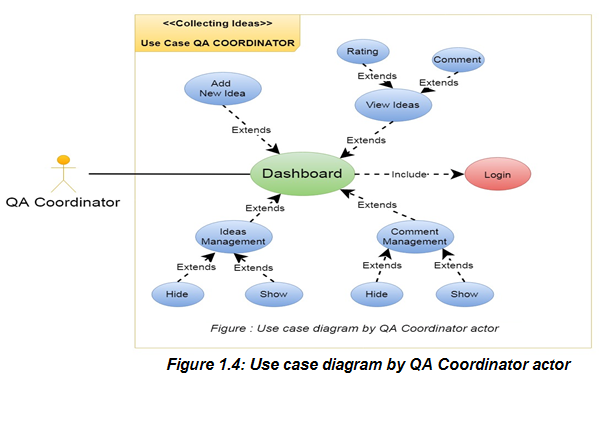 <<Collecting Ideas>>
Use Case QA COORDINATOR
Rating
Comment
Extends
Extends
Add
New Idea
View Ideas
Extends
Extends
Dashboard
Include
Login
QA Coordinator
Extends
Extends
Ideas
Management
Comment
Management
Extends
Extends
Extends
Extends
Hide
Show
Hide
Show
Figure : Use case diagram by QA Coordinator actor
Figure 1.4: Use case diagram by QA Coordinator actor